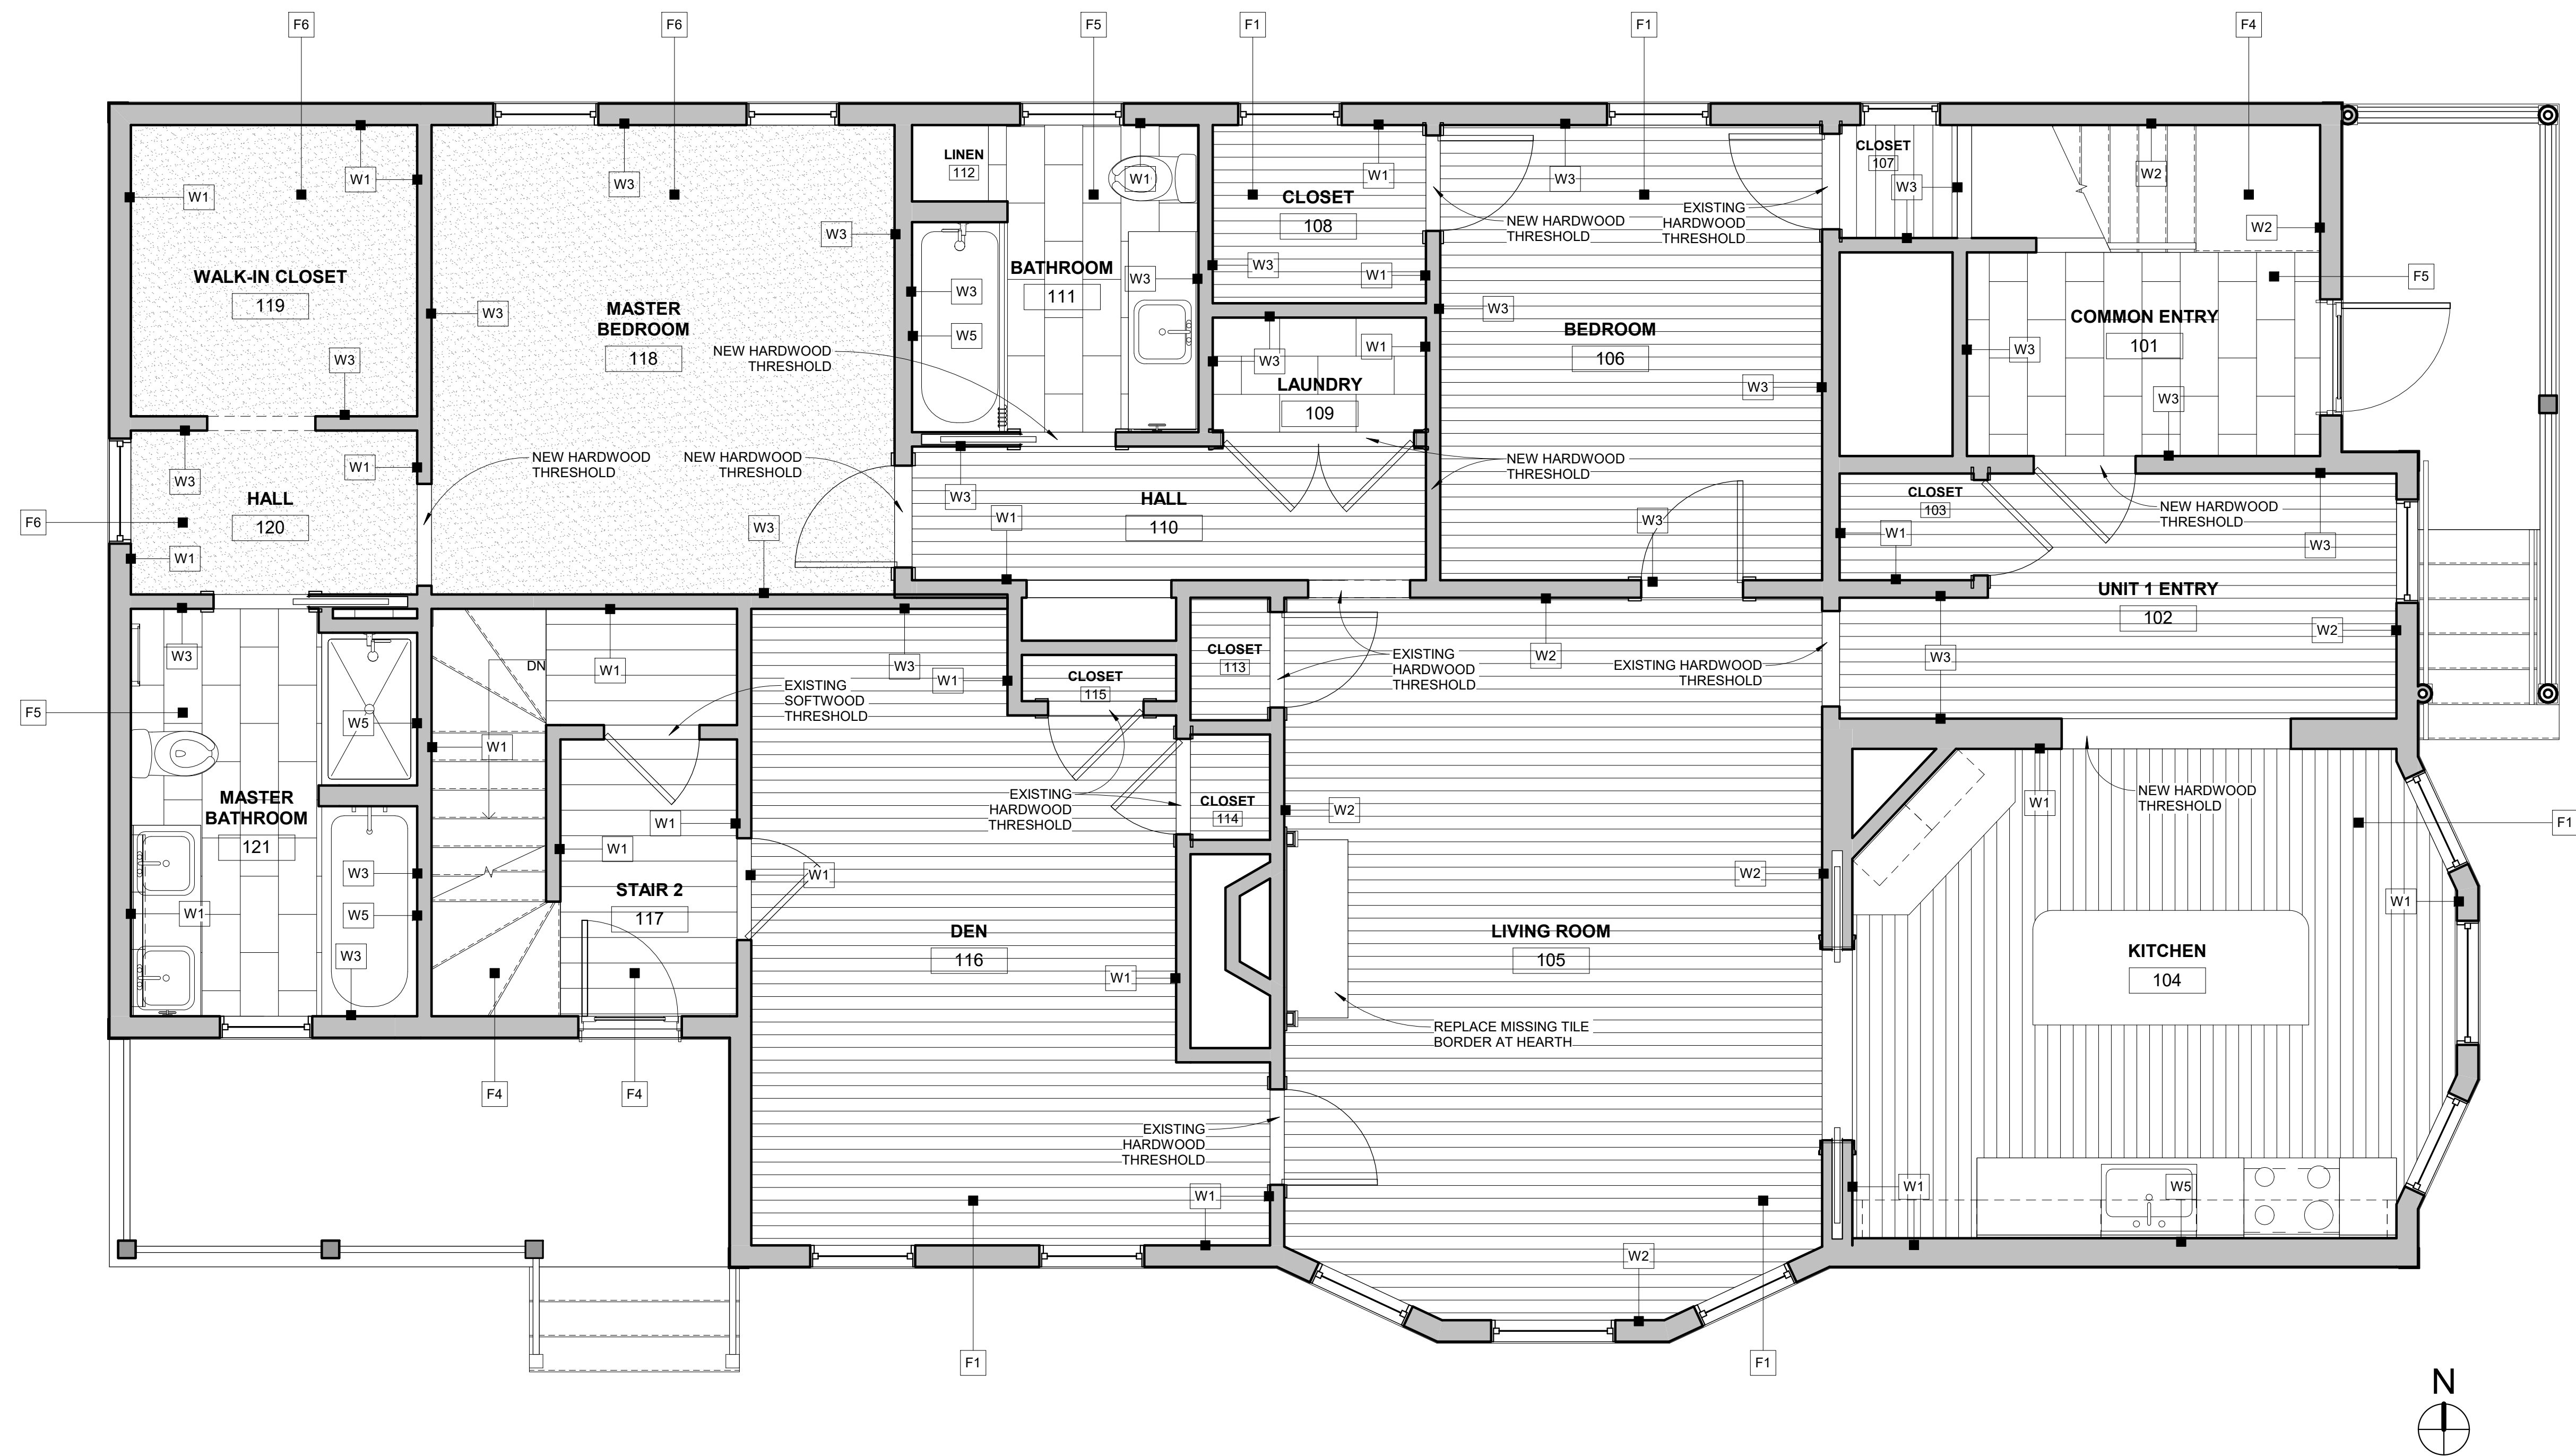 F6
F6
F5
F1
F1
F4
W1
W1
W3
WALK-IN CLOSET
119
W3
W3
W3
MASTER
BEDROOM
118
NEW HARDWOOD
THRESHOLD
LINEN
112
W1
BATHROOM
111
W3
W3
W5
W1
CLOSET
108
W3
W1
W3
NEW HARDWOOD
THRESHOLD
EXISTING
HARDWOOD
THRESHOLD
W3
BEDROOM
106
W3
CLOSET
107
W3
W2
W2
F5
COMMON ENTRY
101
W3
W3
W1
W3
LAUNDRY
109
W3
W1
HALL
120
F6
W1
NEW HARDWOOD
THRESHOLD
NEW HARDWOOD
THRESHOLD
W3
W3
W1
HALL
110
NEW HARDWOOD
THRESHOLD
W3
CLOSET
103
W1
NEW HARDWOOD
THRESHOLD
W3
UNIT 1 ENTRY
102
W2
W3
W3
F5
W5
MASTER
BATHROOM
121
W1
W3
W5
W3
DN
W1
W1
EXISTING
SOFTWOOD
THRESHOLD
W1
W1
STAIR 2
117
F4
F4
W3
W1
CLOSET
115
CLOSET
113
EXISTING
HARDWOOD
THRESHOLD
CLOSET
114
W1
DEN
116
W1
EXISTING
HARDWOOD
THRESHOLD
W1
F1
W2
EXISTING
HARDWOOD
THRESHOLD
EXISTING HARDWOOD
THRESHOLD
W2
W2
LIVING ROOM
105
REPLACE MISSING TILE
BORDER AT HEARTH
W2
F1
W1
NEW HARDWOOD
THRESHOLD
F1
W1
KITCHEN
104
W1
W5
N